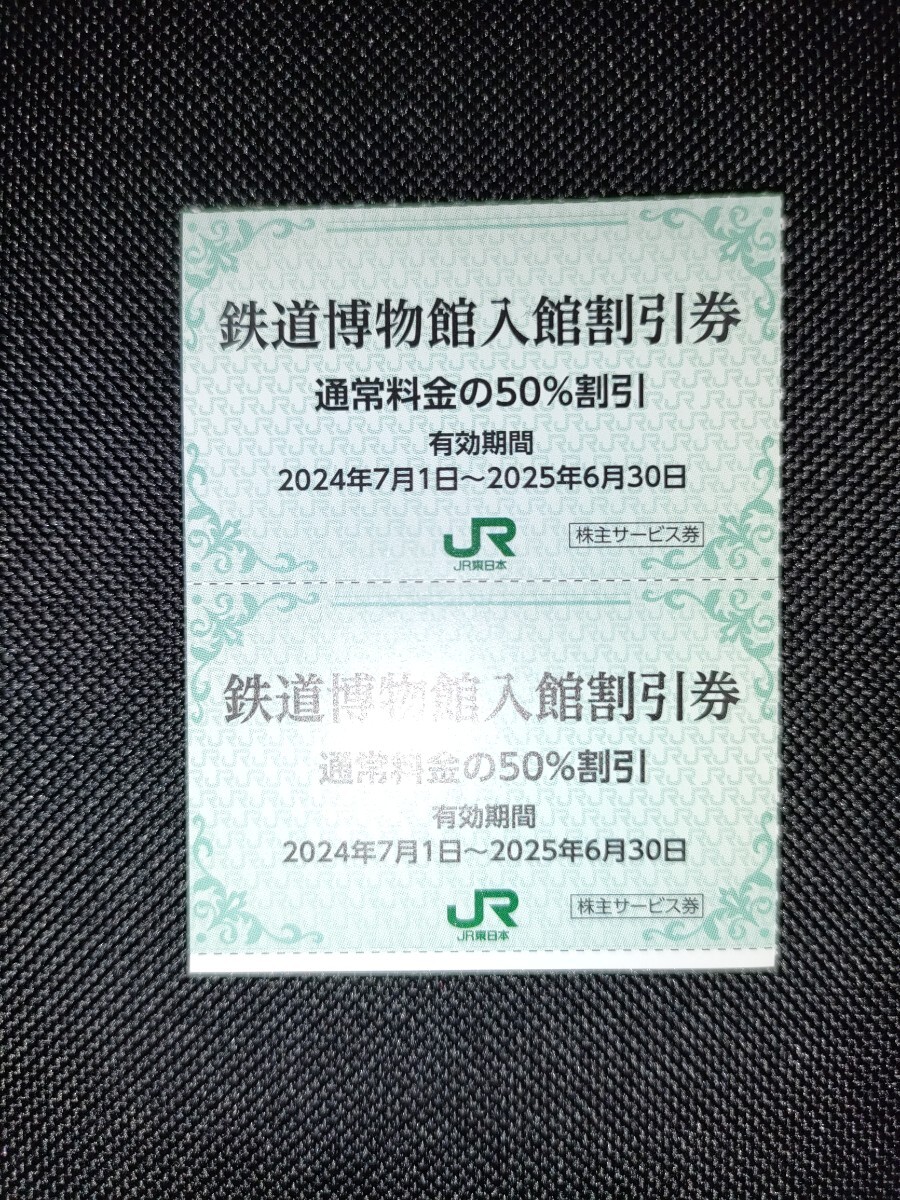 鉄道博物館入館割引券
通常料金の50%割引
有効期間
2024年7月1日～2025年6月30日
JR
JR東日本
株主サービス券
鉄道博物館入館割引券
通常料金の50%割引
有効期間
2024年7月1日～2025年6月30日
JR
JR東日本
株主サービス券